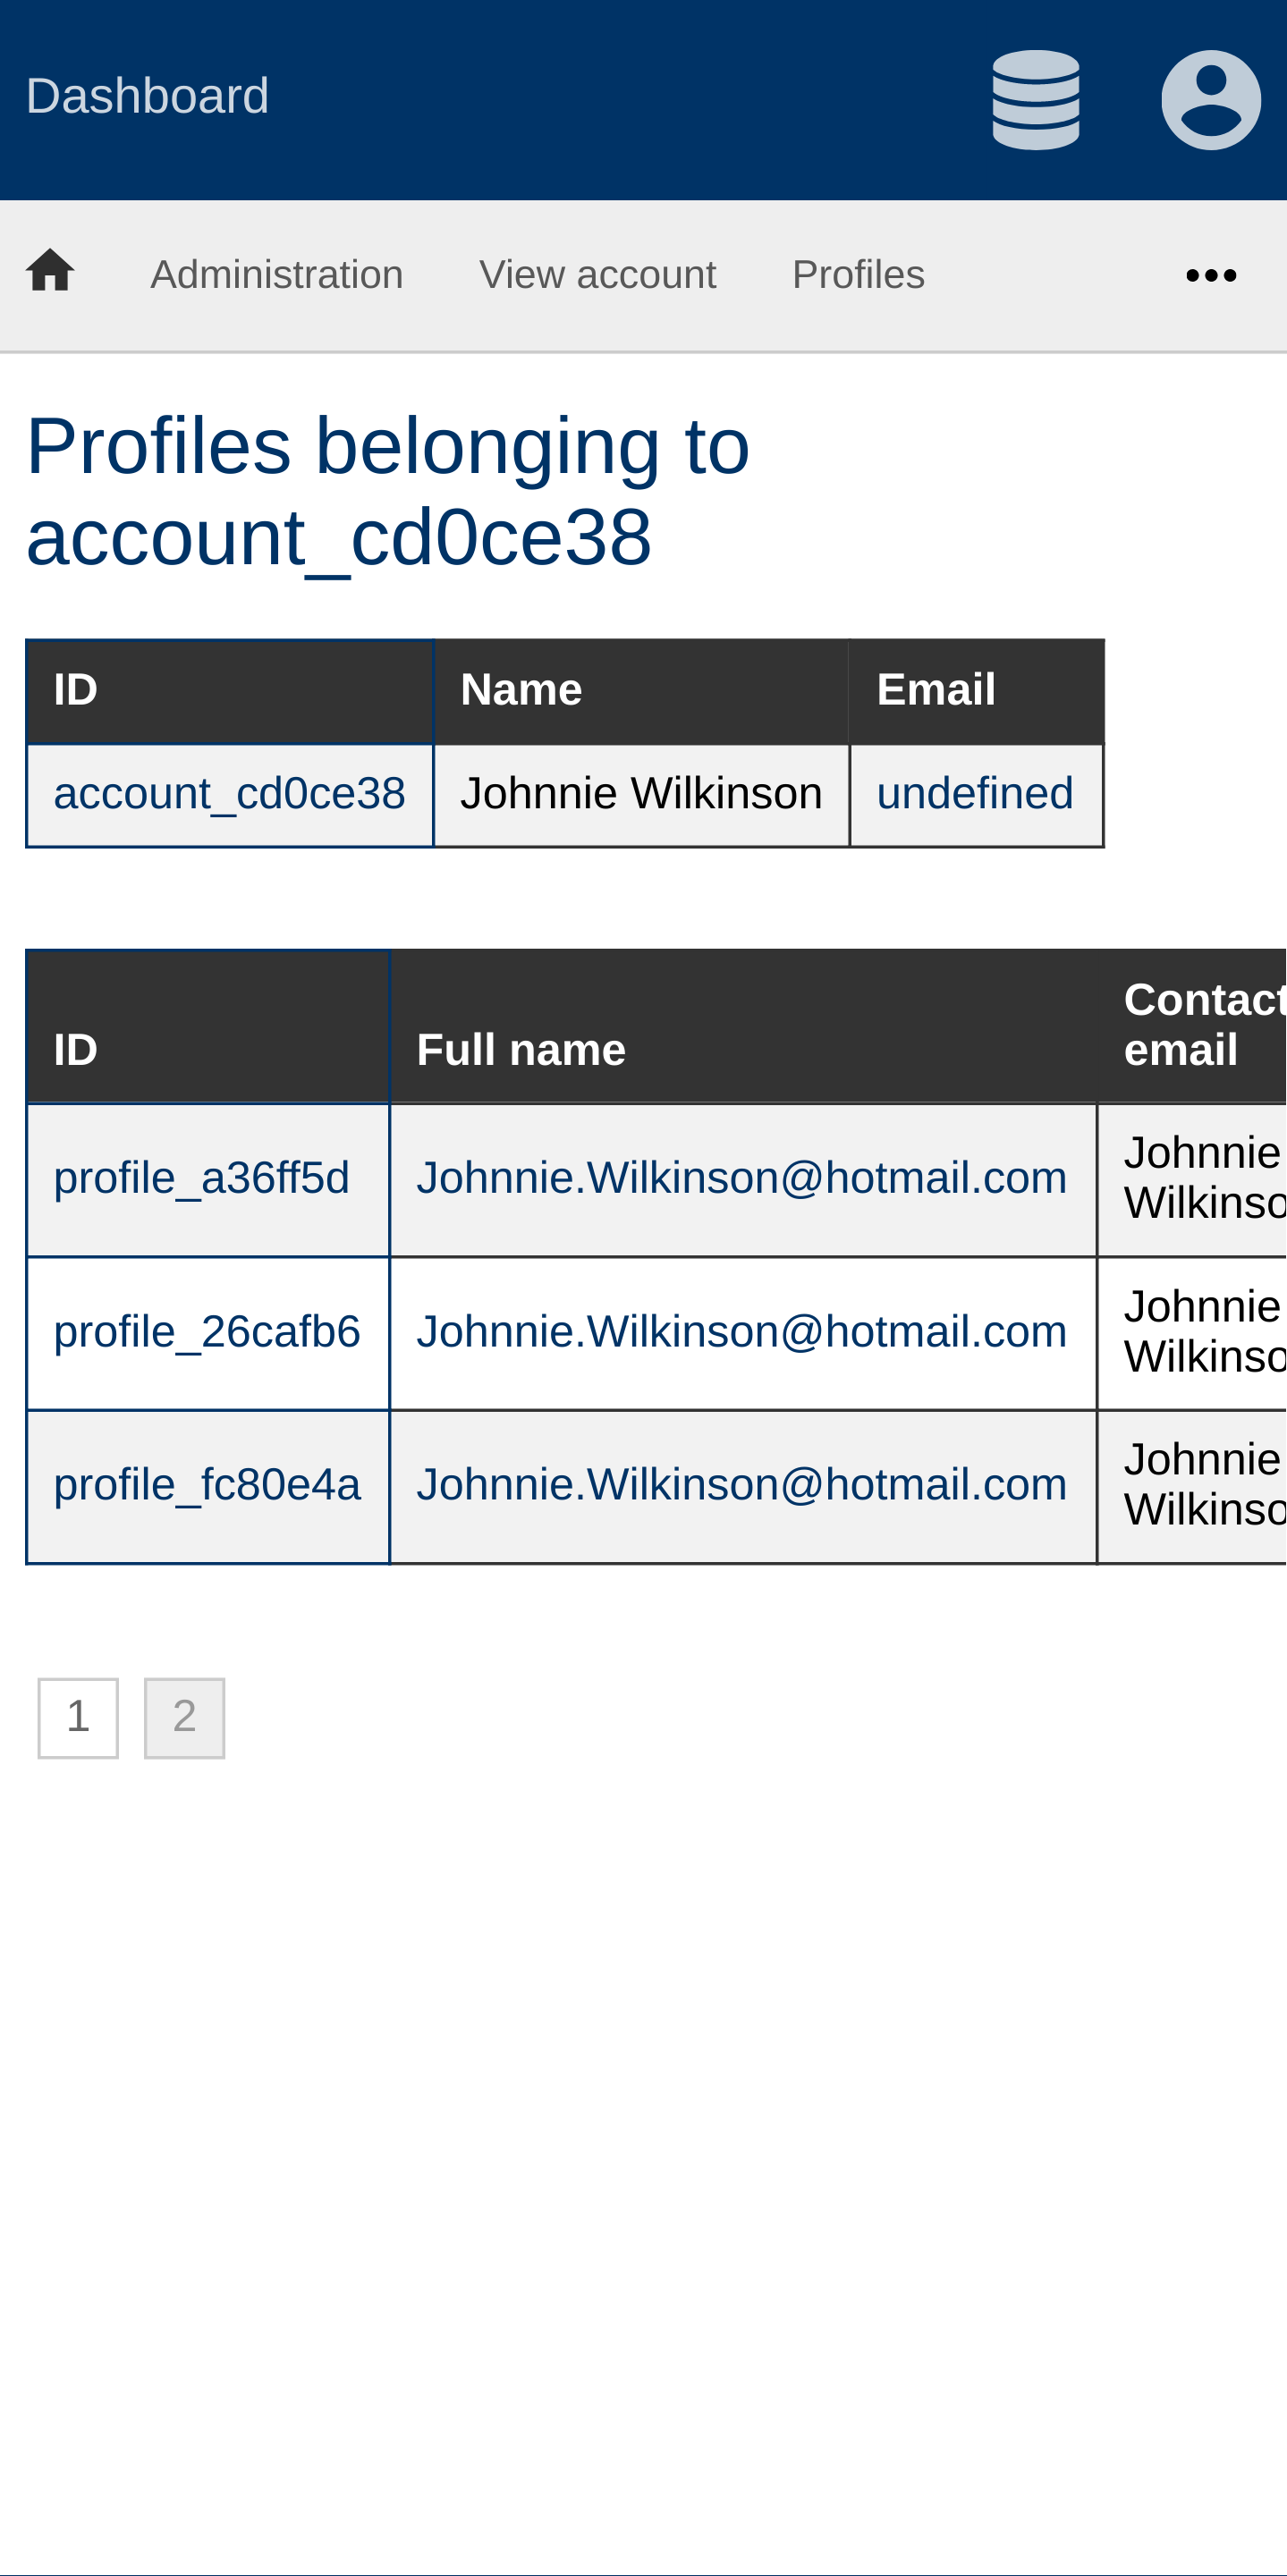 Dashboard
Administration View account Profiles
Profiles belonging to
account_cd0ce38
ID Name Email
account_cd0ce38 Johnnie Wilkinson undefined
Contact
ID Full name email
Johnnie
profile_a36ff5d Johnnie.Wilkinson@hotmail.com
Wilkinso
Johnnie
profile_26cafb6 Johnnie.Wilkinson@hotmail.com
Wilkinso
Johnnie
profile_fc80e4a Johnnie.Wilkinson@hotmail.com
Wilkinso
1 2